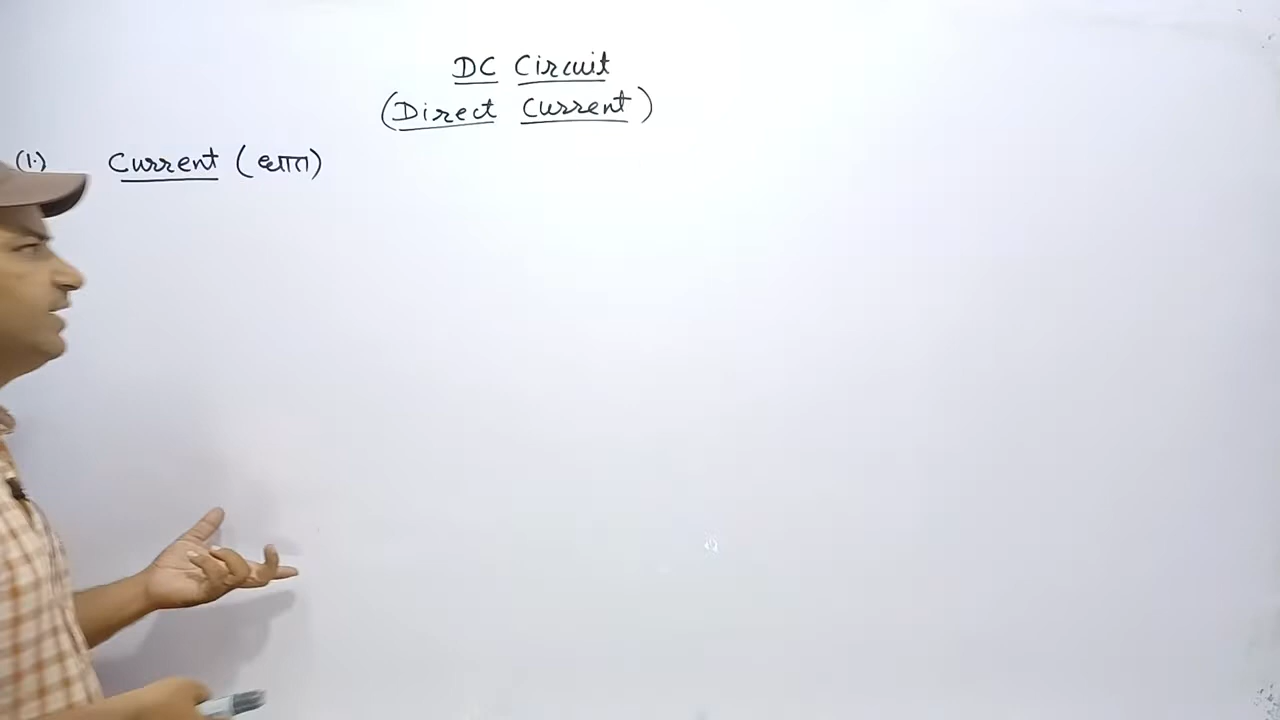 DC Circuit
(Direct Current)
(1.) Current (धारा)